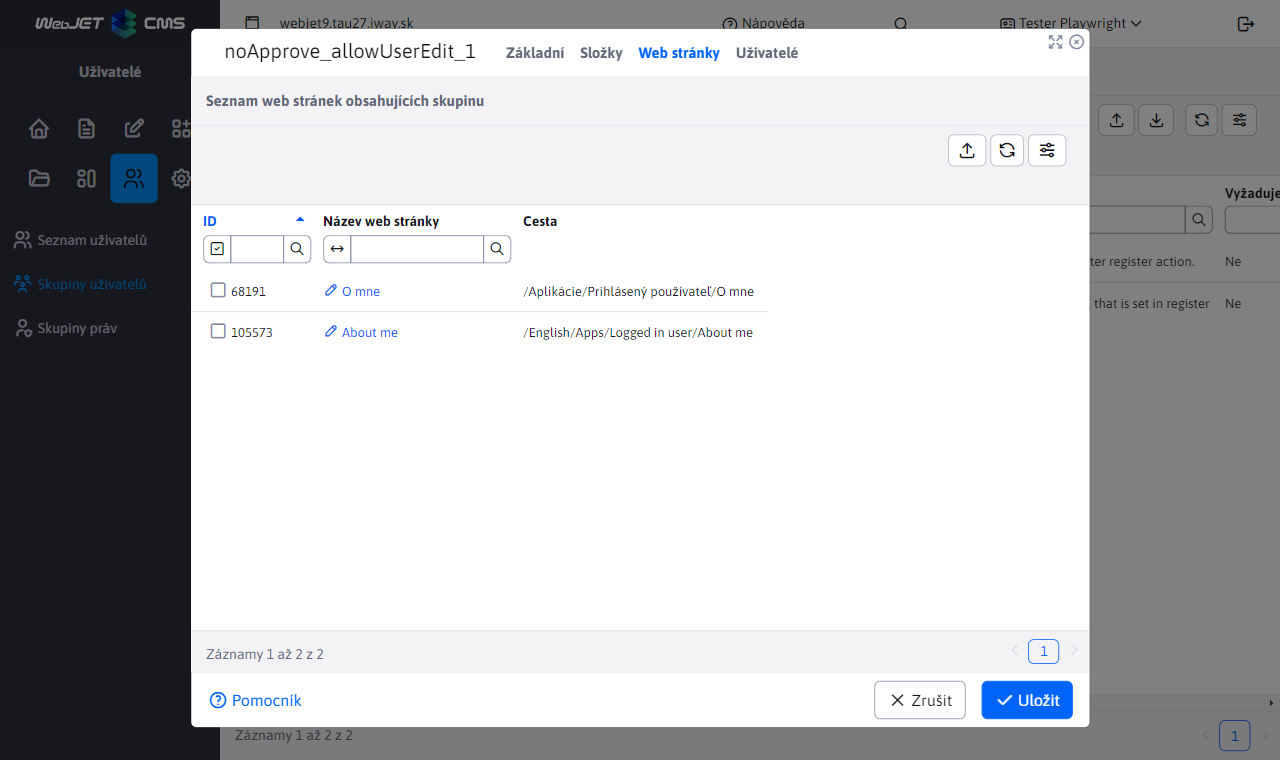 WebJET CMS
webjet9.tau27.iway.sk
Nápověda
Tester Playwright
Uživatelé
Seznam uživatelů
Skupiny uživatelů
Skupiny práv
noApprove_allowUserEdit_1
Základní
Složky
Web stránky
Uživatelé
Seznam web stránek obsahujících skupinu
ID
Název web stránky
Cesta
68191
O mne
/Aplikácie/Prihlásený používateľ/O mne
105573
About me
/English/Apps/Logged in user/About me
Záznamy 1 až 2 z 2
1
Pomocník
Zrušit
Uložit
Vyžaduje
ter register action.
Ne
that is set in register
Ne
Záznamy 1 až 2 z 2
1